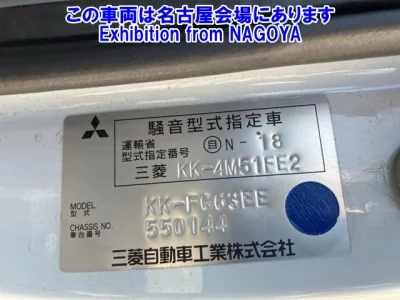 この車両は名古屋会場にあります
Exhibition from NAGOYA
騒音型式指定車
運輸省
型式指定番号 自 N- 18
三菱 KK-4M51FE2
MODEL
型式 KK-FG63EE
CHASSIS NO.
車台番号 550144
三菱自動車工業株式会社